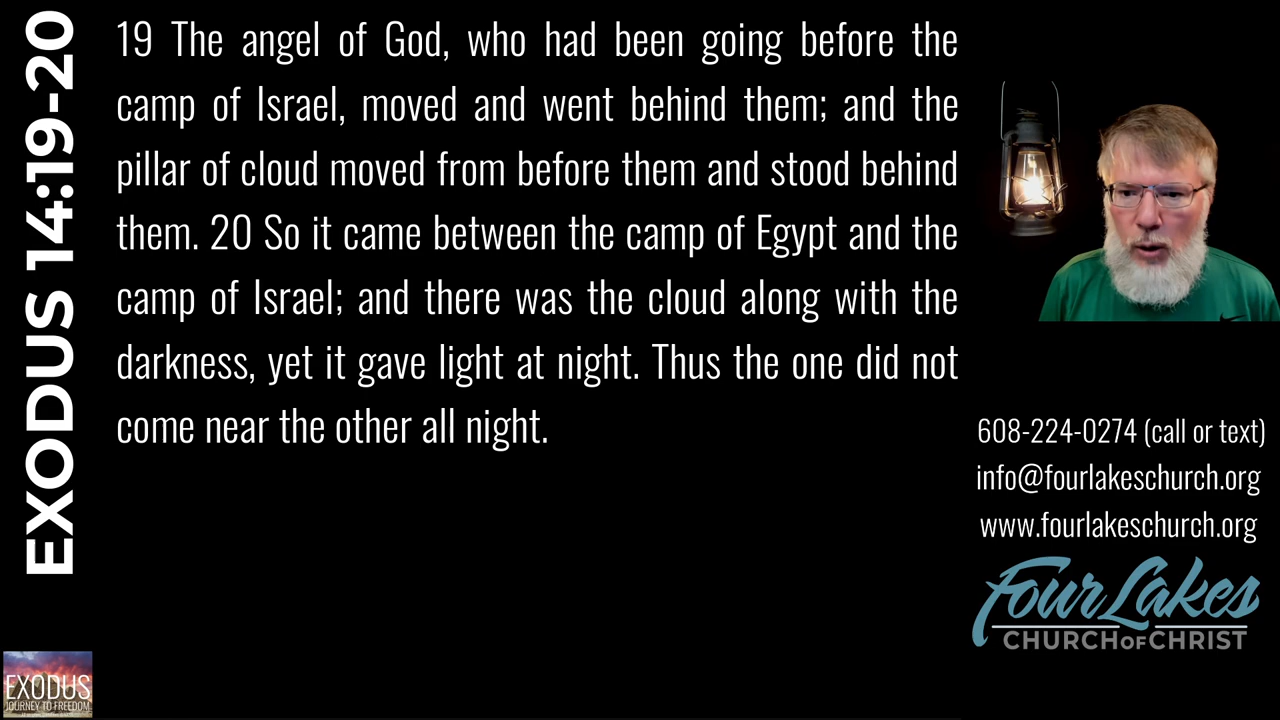 EXODUS 14:19-20
19 The angel of God, who had been going before the
camp of Israel, moved and went behind them; and the
pillar of cloud moved from before them and stood behind
them. 20 So it came between the camp of Egypt and the
camp of Israel; and there was the cloud along with the
darkness, yet it gave light at night. Thus the one did not
come near the other all night.
608-224-0274 (call or text)
info@fourlakeschurch.org
www.fourlakeschurch.org
Four Lakes
CHURCH OF CHRIST
EXODUS
JOURNEY TO FREEDOM